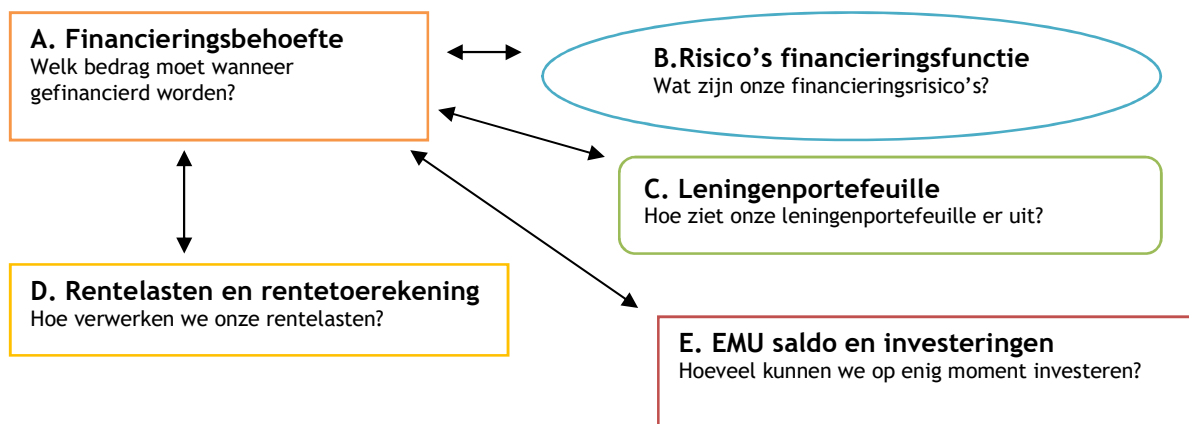 A. Financieringsbehoefte
Welk bedrag moet wanneer
gefinancierd worden?
B.Risico’s financieringsfunctie
Wat zijn onze financieringsrisico’s?
C. Leningenportefeuille
Hoe ziet onze leningenportefeuille er uit?
D. Rentelasten en rentetoerekening
Hoe verwerken we onze rentelasten?
E. EMU saldo en investeringen
Hoeveel kunnen we op enig moment investeren?